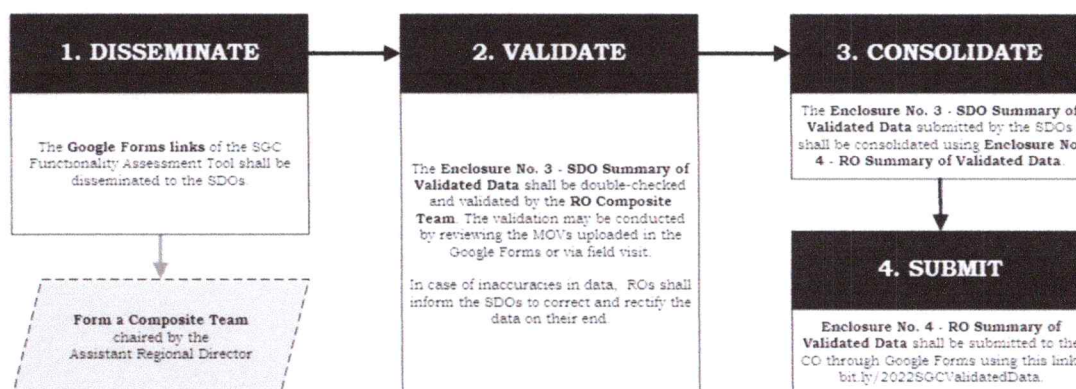 1. DISSEMINATE
The Google Forms links of the SGC
Functionality Assessment Tool shall be
disseminated to the SDOs
Form a Composite Team
chaired by the
Assistant Regional Director
2. VALIDATE
The Enclosure No. 3 - SDO Summary of
Validated Data shall be double-checked
and validated by the RO Composite
Team. The validation may be conducted
by reviewing the MOVs uploaded in the
Google Forms or via field visit.
In case of inaccuracies in data, ROs shall
inform the SDOs to correct and rectify the
data on their end.
3. CONSOLIDATE
The Enclosure No. 3 - SDO Summary of
Validated Data submitted by the SDOs
shall be consolidated using Enclosure No
4 - RO Summary of Validated Data.
4. SUBMIT
Enclosure No. 4 - RO Summary of
Validated Data shall be submitted to the
CO through Google Forms using this link
bit.ly/2022SGCValidatedData.